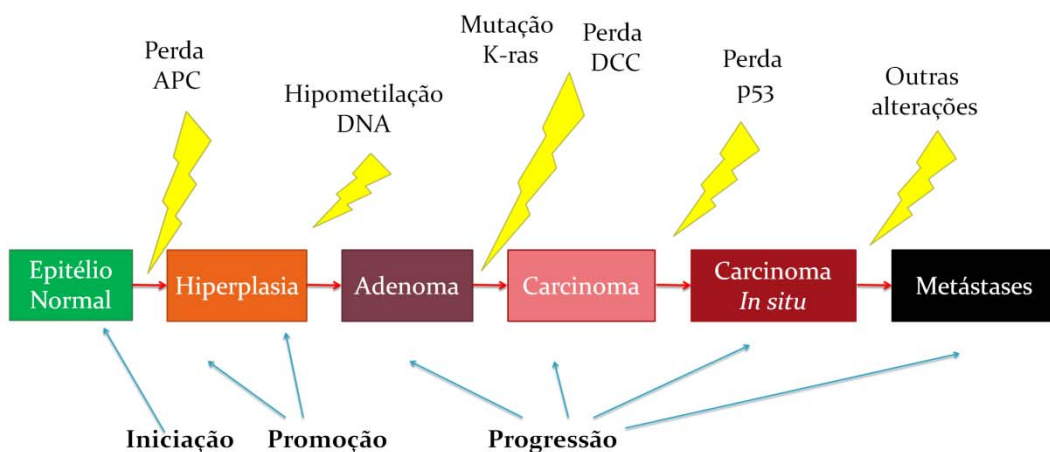 Perda
APC
Hipometilação
DNA
Mutação
K-ras
Perda
DCC
Perda
P53
Outras
alterações
Epitélio
Normal
Hiperplasia
Adenoma
Carcinoma
Carcinoma
In situ
Metástases
Iniciação
Promoção
Progressão